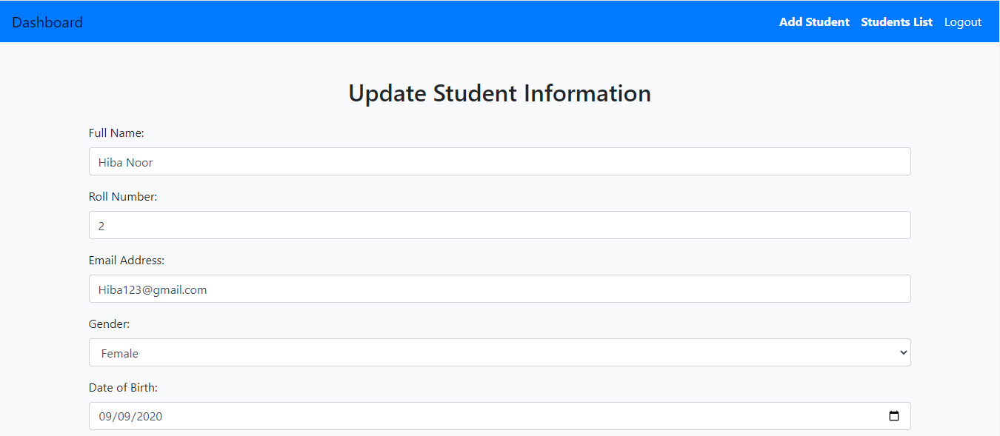 Dashboard Add Student Students List Logout
Update Student Information
Full Name:
Hiba Noor
Roll Number:
2
Email Address:
Hiba123@gmail.com
Gender:
Female
Date of Birth:
09/09/2020